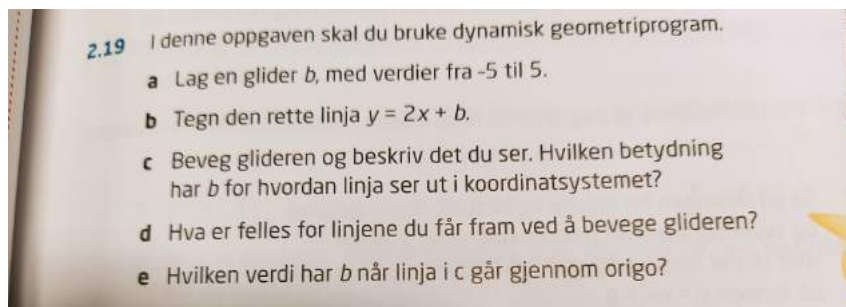 2.19 I denne oppgaven skal du bruke dynamisk geometriprogram.
a Lag en glider b, med verdier fra -5 til 5.
b Tegn den rette linja y = 2x + b.
c Beveg glideren og beskriv det du ser. Hvilken betydning
har b for hvordan linja ser ut i koordinatsystemet?
d Hva er felles for linjene du får fram ved å bevege glideren?
e Hvilken verdi har b når linja i c går gjennom origo?